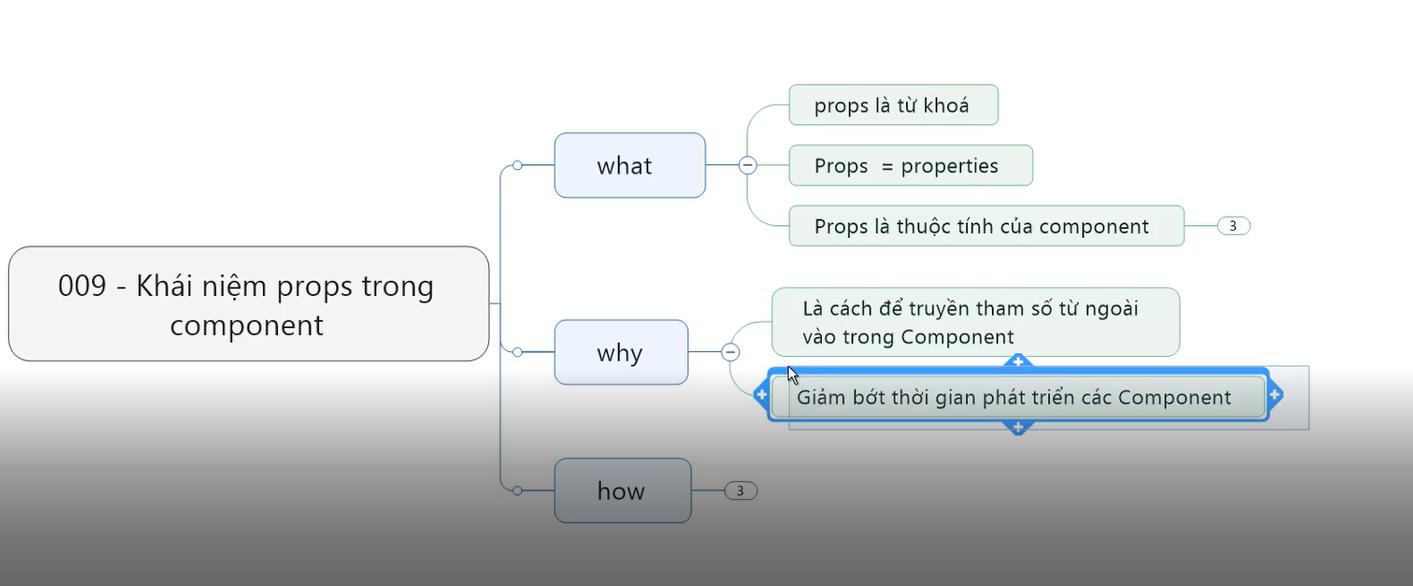 009 - Khái niệm props trong
component
what
props là từ khoá
Props = properties
Props là thuộc tính của component
3
why
Là cách để truyền tham số từ ngoài
vào trong Component
Giảm bớt thời gian phát triển các Component
how
3